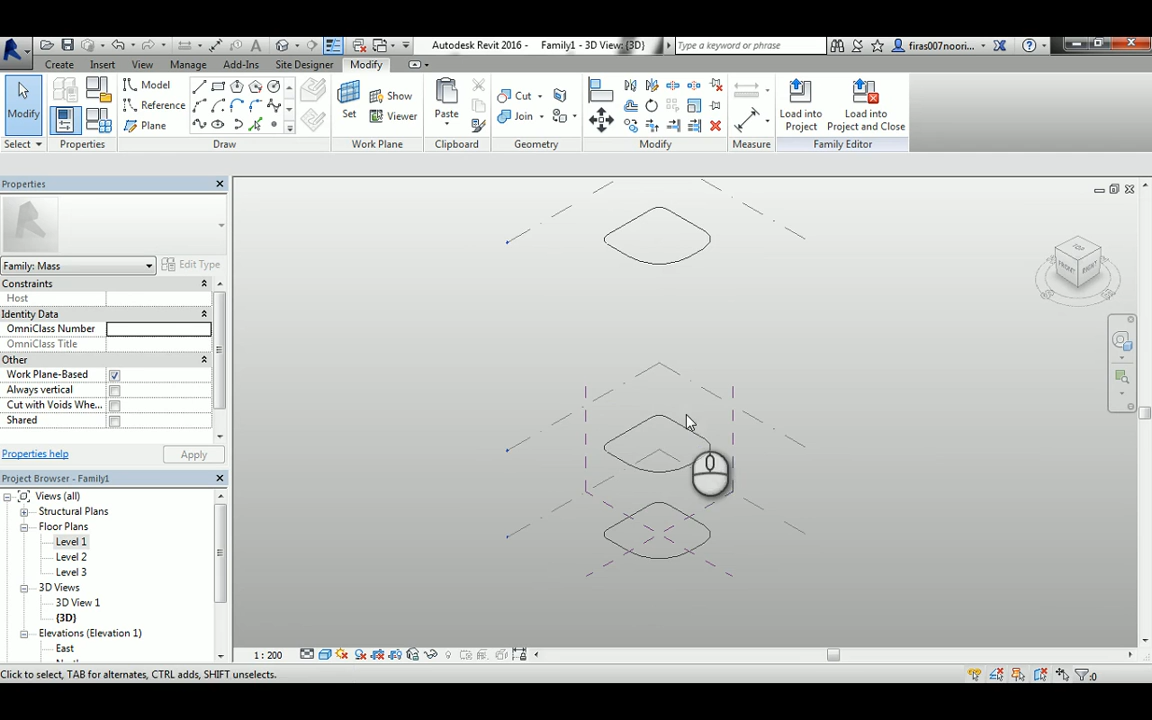 Autodesk Revit 2016 - Family1 - 3D View: {3D}
Type a keyword or phrase
firas007noori...
Create Insert View Manage Add-Ins Site Designer Modify
Modify
Select
Properties
Model
Reference
Plane
Draw
Set
Show
Viewer
Work Plane
Paste
Clipboard
Cut
Join
Geometry
Modify
Measure
Load into
Project
Load into
Project and Close
Family Editor
Properties
Family: Mass
Edit Type
Constraints
Host
Identity Data
OmniClass Number
OmniClass Title
Other
Work Plane-Based
Always vertical
Cut with Voids Whe...
Shared
Properties help
Apply
Project Browser - Family1
Views (all)
Structural Plans
Floor Plans
Level 1
Level 2
Level 3
3D Views
3D View 1
{3D}
Elevations (Elevation 1)
East
TOP
FRONT
RIGHT
1 : 200
Click to select, TAB for alternates, CTRL adds, SHIFT unselects.
:0